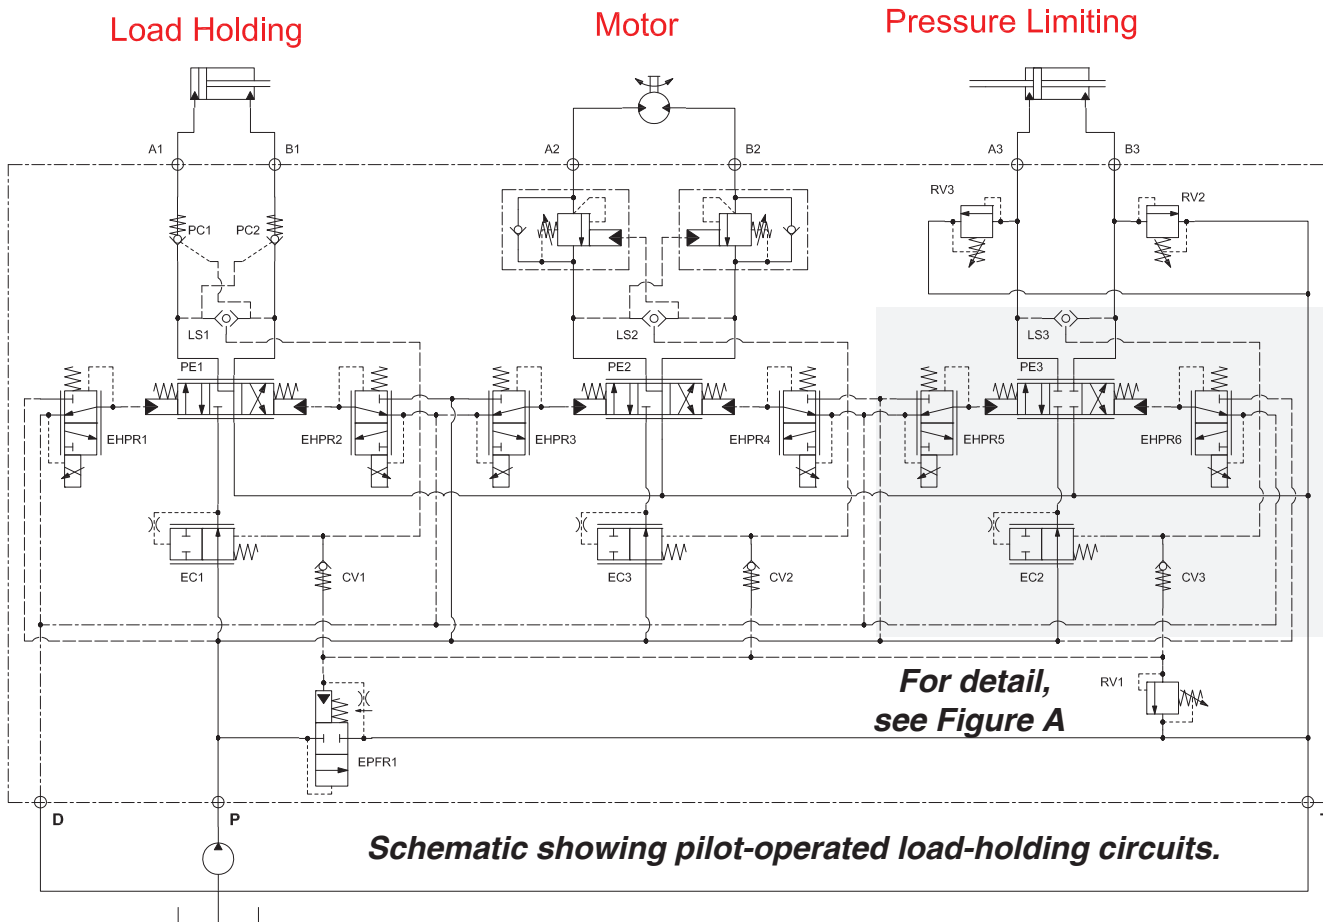 Load Holding
Motor
Pressure Limiting
A1
B1
A2
B2
A3
B3
RV3
RV2
PC1
PC2
LS1
LS2
LS3
PE1
PE2
PE3
EHPR1
EHPR2
EHPR3
EHPR4
EHPR5
EHPR6
EC1
CV1
EC3
CV2
EC2
CV3
For detail,
see Figure A
RV1
EPFR1
D
P
Schematic showing pilot-operated load-holding circuits.